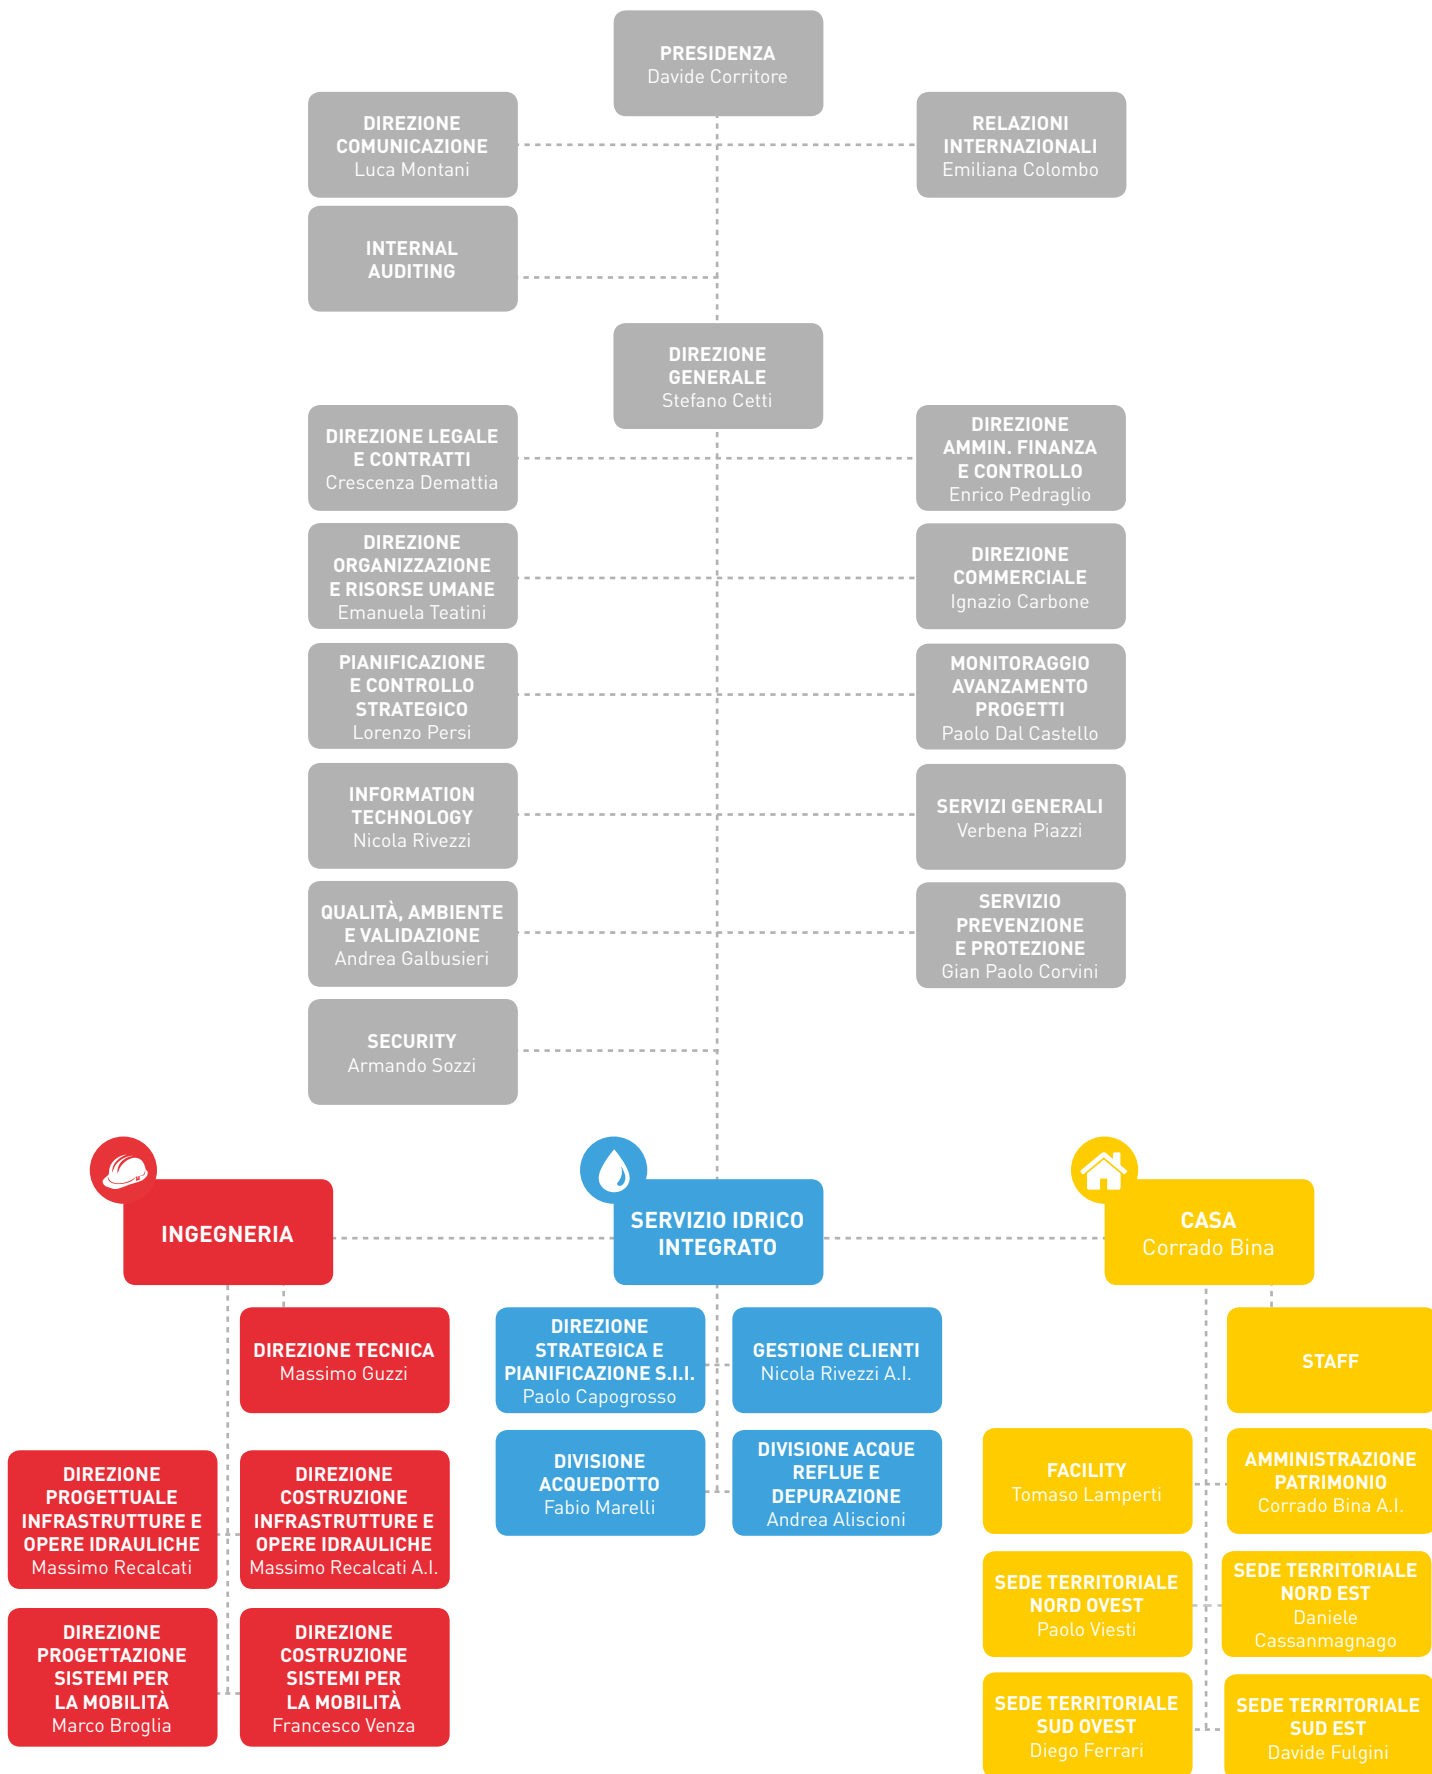 PRESIDENZA
Davide Corritore
DIREZIONE
COMUNICAZIONE
Luca Montani
RELAZIONI
INTERNAZIONALI
Emiliana Colombo
INTERNAL
AUDITING
DIREZIONE
GENERALE
Stefano Cetti
DIREZIONE LEGALE
E CONTRATTI
Crescenza Demattia
DIREZIONE
AMMIN. FINANZA
E CONTROLLO
Enrico Pedraglio
DIREZIONE
ORGANIZZAZIONE
E RISORSE UMANE
Emanuela Teatini
DIREZIONE
COMMERCIALE
Ignazio Carbone
PIANIFICAZIONE
E CONTROLLO
STRATEGICO
Lorenzo Persi
MONITORAGGIO
AVANZAMENTO
PROGETTI
Paolo Dal Castello
INFORMATION
TECHNOLOGY
Nicola Rivezzi
SERVIZI GENERALI
Verbena Piazzi
QUALITÀ, AMBIENTE
E VALIDAZIONE
Andrea Galbusieri
SERVIZIO
PREVENZIONE
E PROTEZIONE
Gian Paolo Corvini
SECURITY
Armando Sozzi
INGEGNERIA
SERVIZIO IDRICO
INTEGRATO
CASA
Corrado Bina
DIREZIONE TECNICA
Massimo Guzzi
DIREZIONE
PROGETTUALE
INFRASTRUTTURE E
OPERE IDRAULICHE
Massimo Recalcati
DIREZIONE
COSTRUZIONE
INFRASTRUTTURE E
OPERE IDRAULICHE
Massimo Recalcati A.I.
DIREZIONE
PROGETTAZIONE
SISTEMI PER
LA MOBILITÀ
Marco Broglia
DIREZIONE
COSTRUZIONE
SISTEMI PER
LA MOBILITÀ
Francesco Venza
DIREZIONE
STRATEGICA E
PIANIFICAZIONE S.I.I.
Paolo Capogrosso
GESTIONE CLIENTI
Nicola Rivezzi A.I.
DIVISIONE
ACQUEDOTTO
Fabio Marelli
DIVISIONE ACQUE
REFLUE E
DEPURAZIONE
Andrea Aliscioni
STAFF
FACILITY
Tomaso Lamperti
AMMINISTRAZIONE
PATRIMONIO
Corrado Bina A.I.
SEDE TERRITORIALE
NORD OVEST
Paolo Viesti
SEDE TERRITORIALE
NORD EST
Daniele
Cassanmagnago
SEDE TERRITORIALE
SUD OVEST
Diego Ferrari
SEDE TERRITORIALE
SUD EST
Davide Fulgini